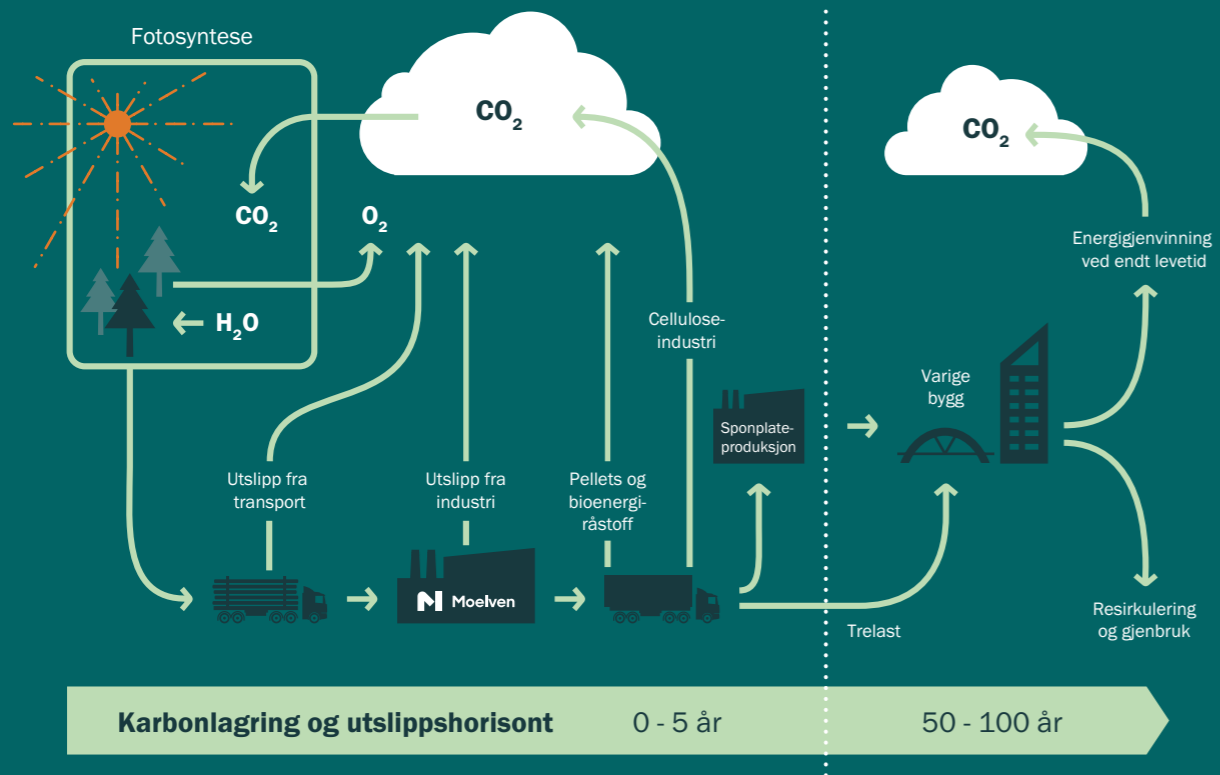 Fotosyntese
CO₂
CO₂
CO₂
O₂
H₂O
Energigjenvinning
ved endt levetid
Cellulose-
industri
Varige
bygg
Sponplate-
produksjon
Utslipp fra
transport
Utslipp fra
industri
Pellets og
bioenergi-
råstoff
Moelven
Trelast
Resirkulering
og gjenbruk
Karbonlagring og utslippshorisont 0 - 5 år 50 - 100 år